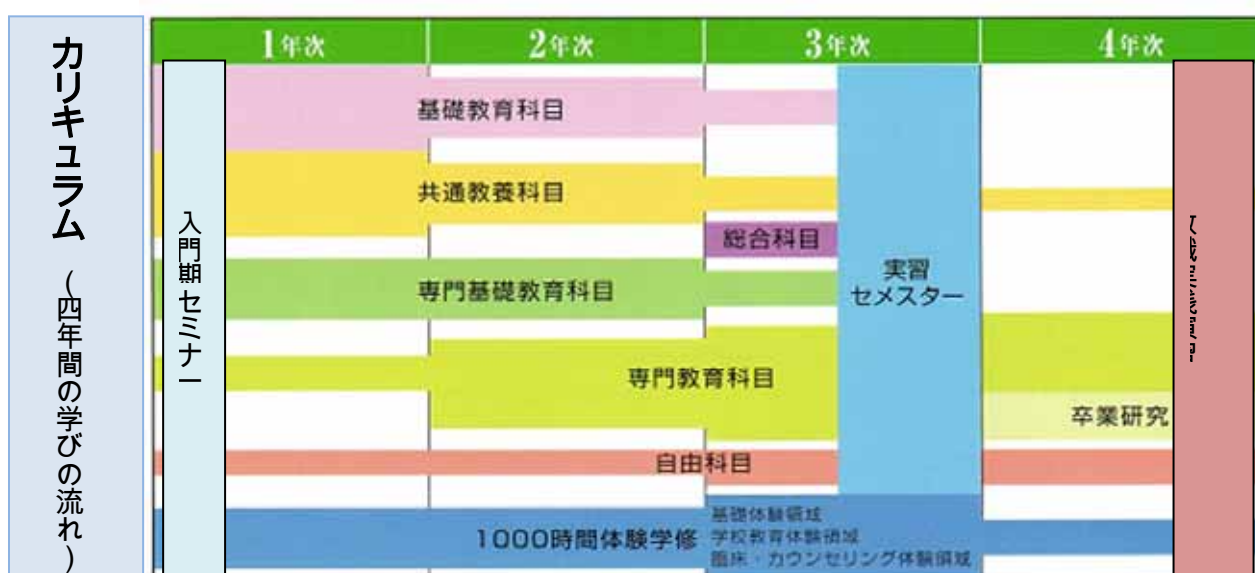 カリキュラム(四年間の学びの流れ)
1年次
2年次
3年次
4年次
入門期セミナー
基礎教育科目
共通教養科目
総合科目
専門基礎教育科目
実習
セメスター
専門教育科目
卒業研究
自由科目
1000時間体験学修
基礎体験領域
学校教育体験領域
臨床・カウンセリング体験領域